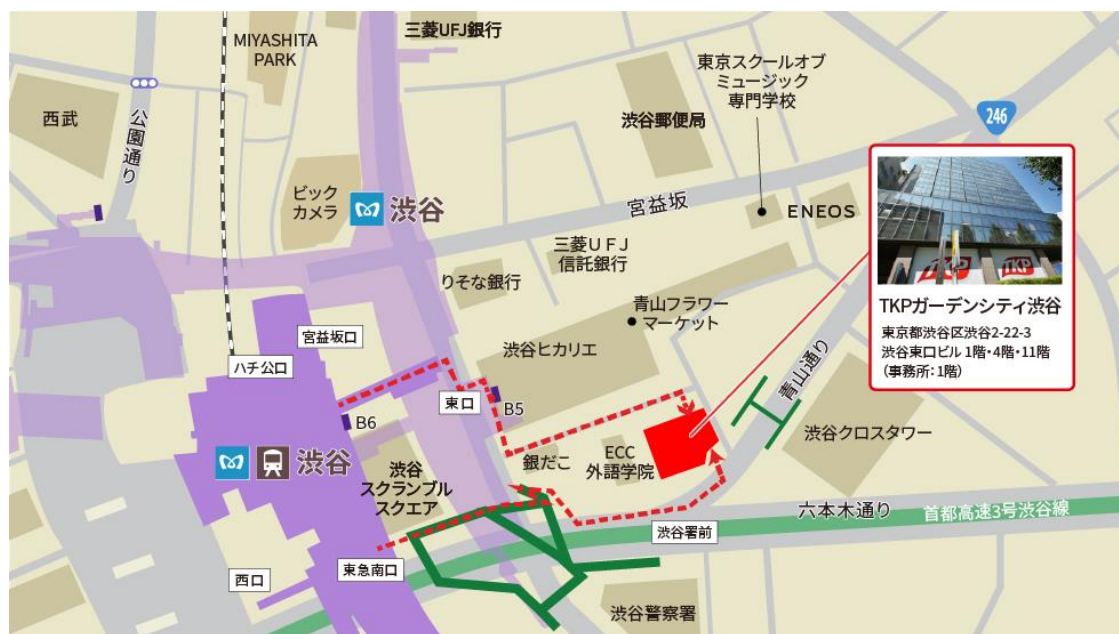 三菱UFJ銀行
MIYASHITA
PARK
東京スクールオブ
ミュージック
専門学校
西武
公園通り
渋谷郵便局
246
ビック
カメラ
渋谷
宮益坂
ENEOS
三菱UFJ
信託銀行
りそな銀行
青山フラワー
マーケット
TKP
TKP
TKPガーデンシティ渋谷
東京都渋谷区渋谷2-22-3
渋谷東口ビル 1階・4階・11階
(事務所:1階)
宮益坂口
渋谷ヒカリエ
ハチ公口
青山通り
東口
B5
B6
渋谷クロスタワー
渋谷
渋谷
スクランブル
スクエア
銀だこ
ECC
外語学院
六本木通り
首都高速3号渋谷線
渋谷署前
東急南口
西口
渋谷警察署